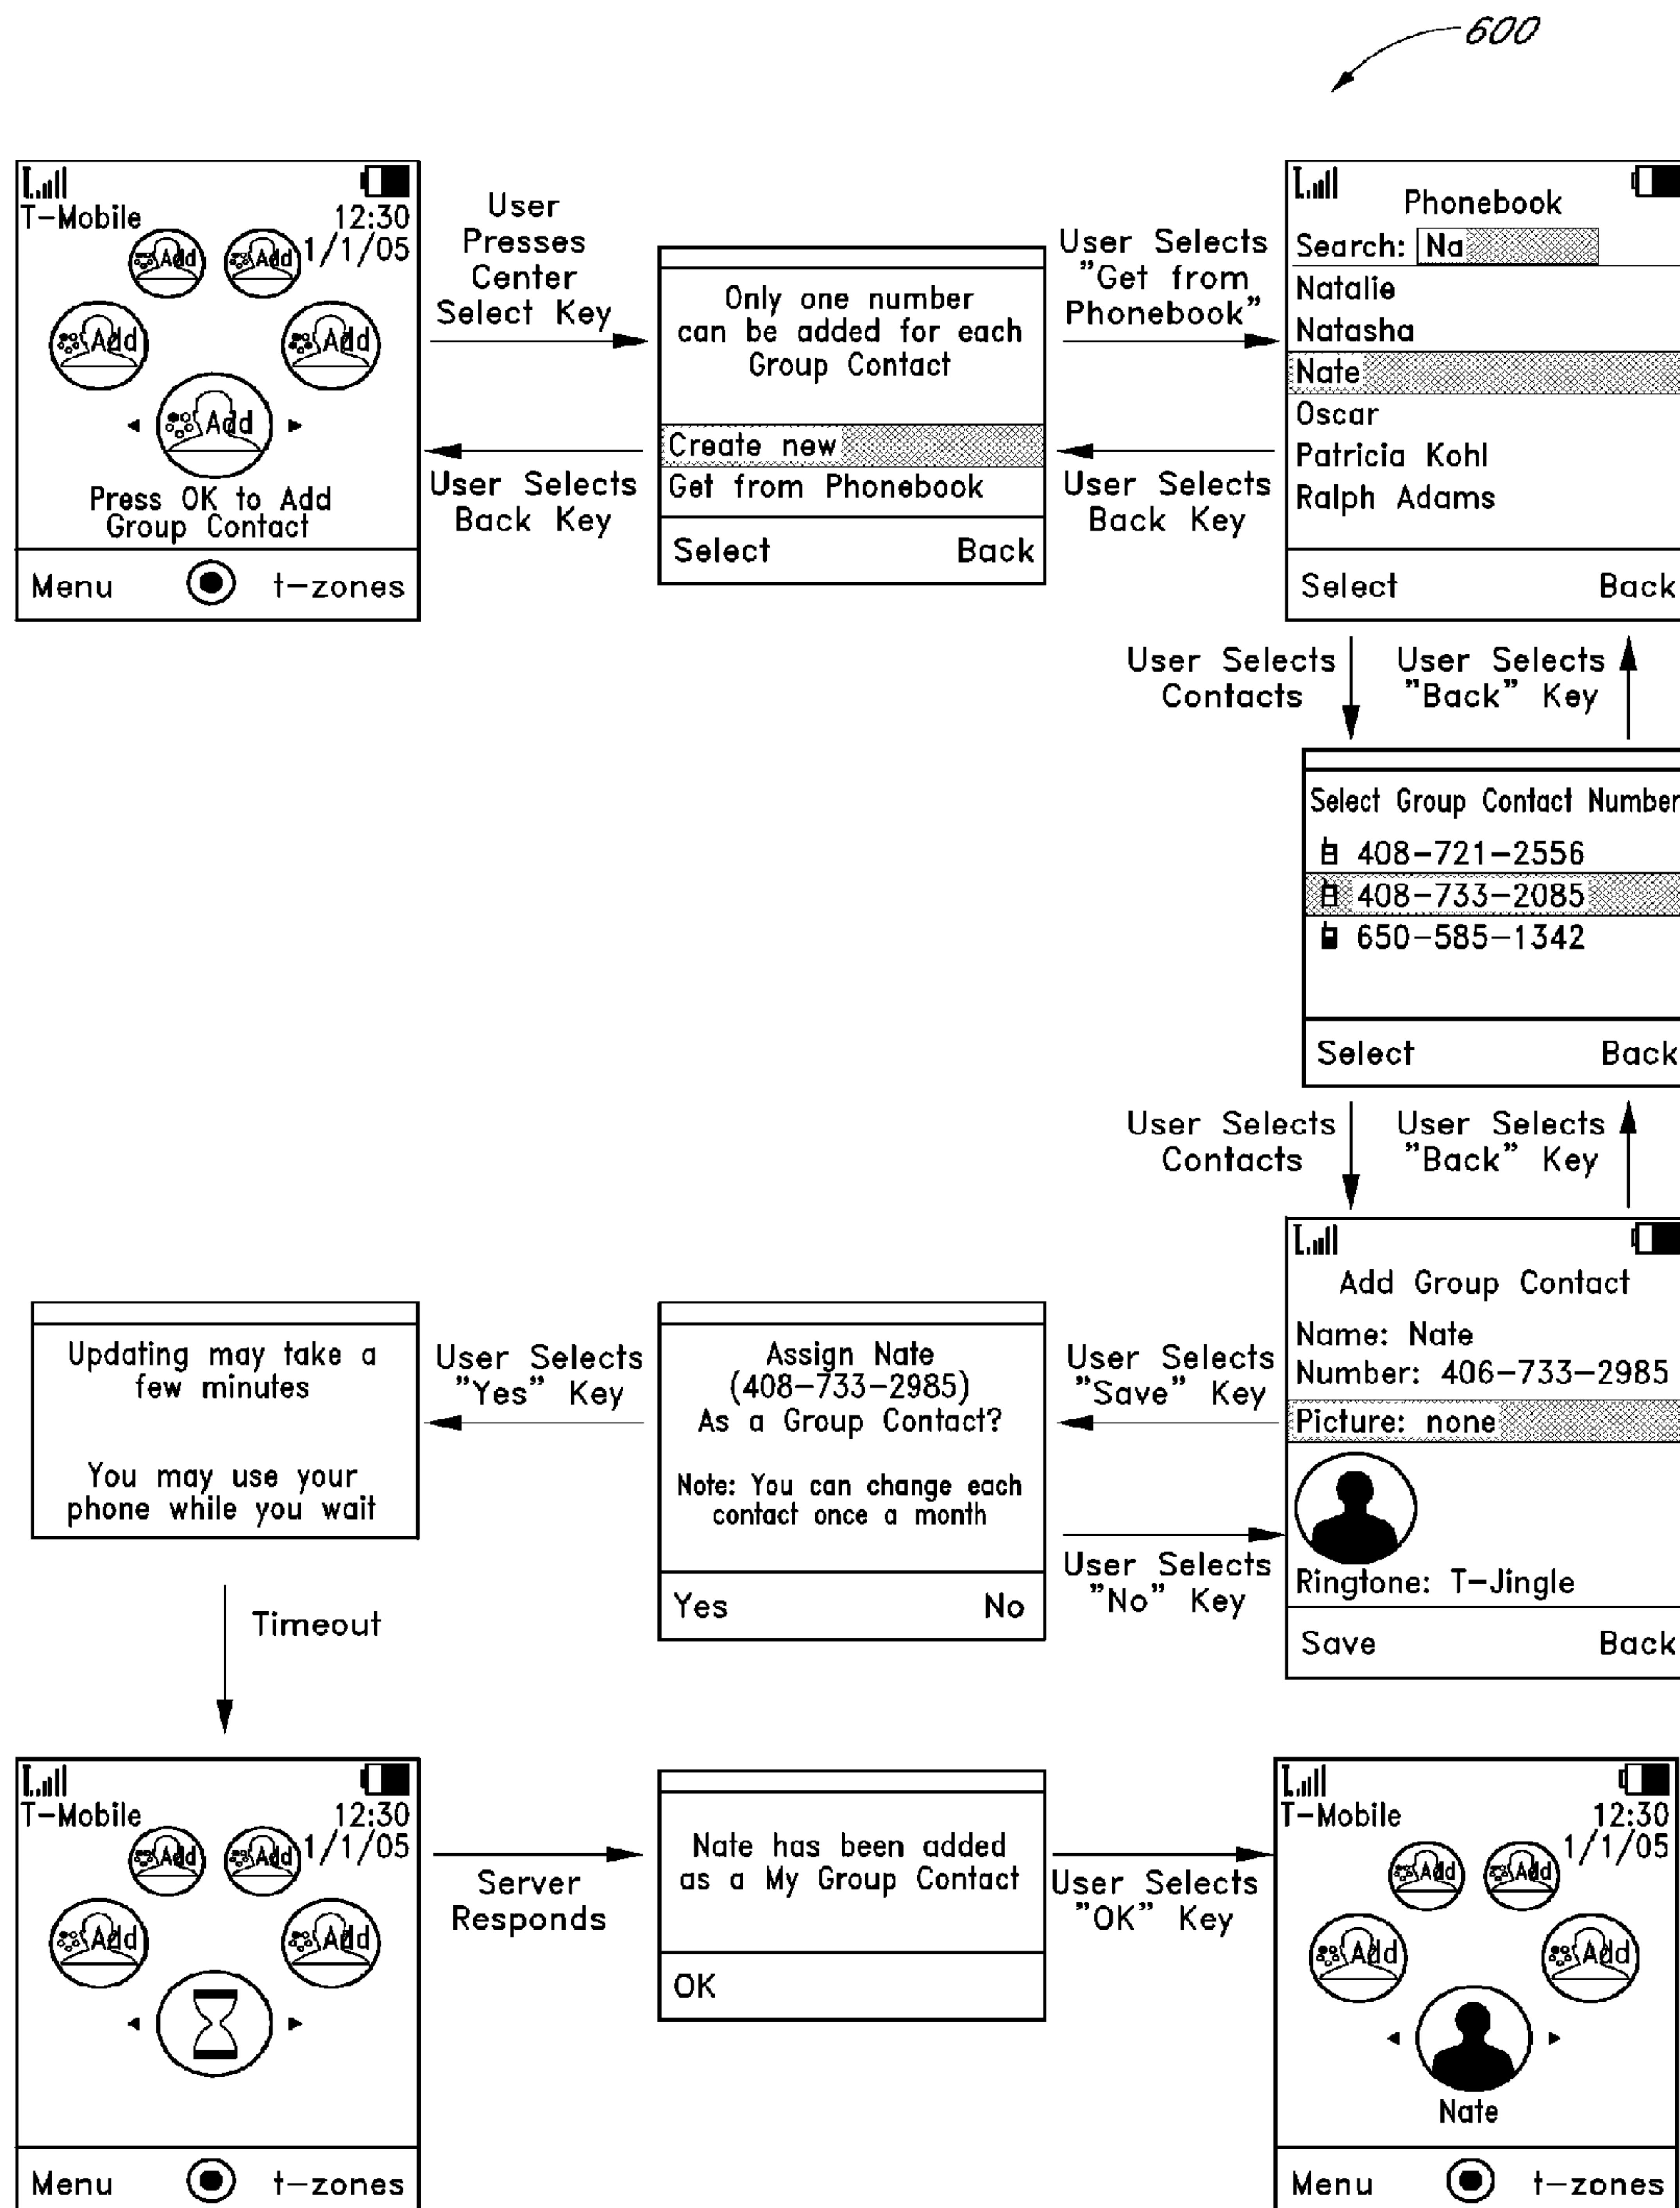 600
T-Mobile 12:30
1/1/05
Add Add
Add Add
Add
Press OK to Add
Group Contact
Menu t-zones
User
Presses
Center
Select Key
User Selects
Back Key
Only one number
can be added for each
Group Contact
Create new
Get from Phonebook
Select Back
User Selects
"Get from
Phonebook"
User Selects
Back Key
Phonebook
Search: Na
Natalie
Natasha
Nate
Oscar
Patricia Kohl
Ralph Adams
Select Back
User Selects
Contacts
User Selects
"Back" Key
Select Group Contact Number
408-721-2556
408-733-2085
650-585-1342
Select Back
User Selects
Contacts
User Selects
"Back" Key
Add Group Contact
Name: Nate
Number: 406-733-2985
Picture: none
Ringtone: T-Jingle
Save Back
User Selects
"Save" Key
User Selects
"No" Key
Assign Nate
(408-733-2985)
As a Group Contact?
Note: You can change each
contact once a month
Yes No
User Selects
"Yes" Key
Updating may take a
few minutes
You may use your
phone while you wait
Timeout
T-Mobile 12:30
1/1/05
Add Add
Add Add
Menu t-zones
Server
Responds
Nate has been added
as a My Group Contact
OK
User Selects
"OK" Key
T-Mobile 12:30
1/1/05
Add Add
Add Add
Nate
Menu t-zones